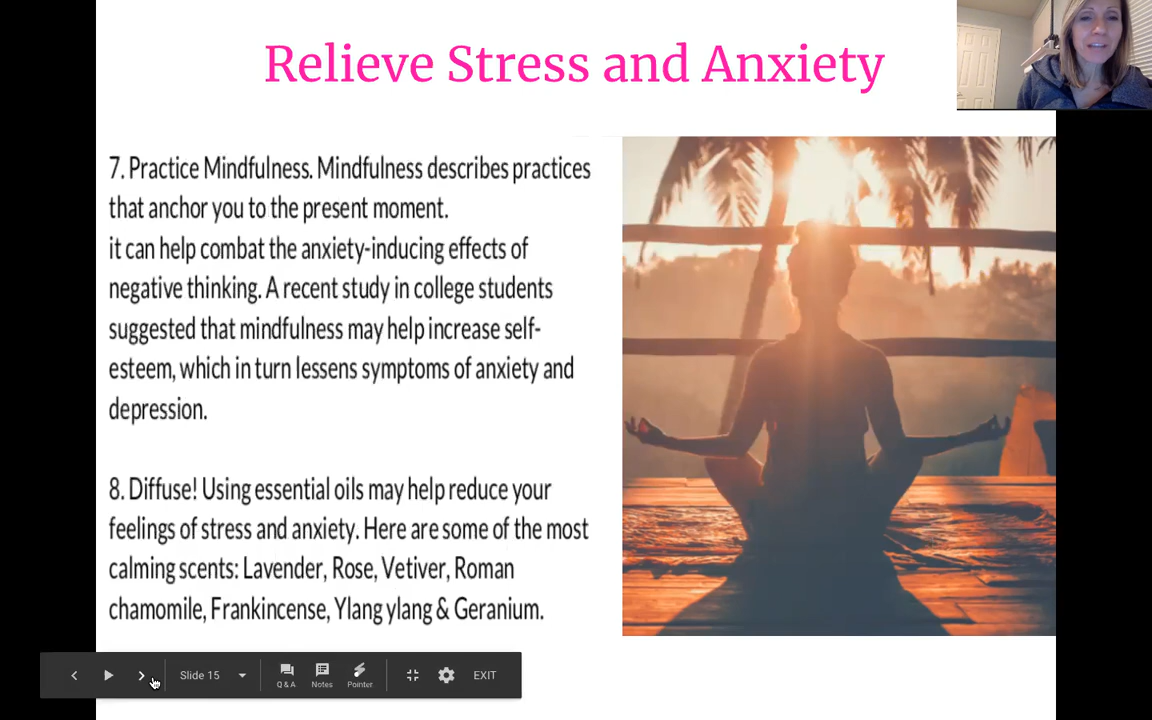 Relieve Stress and Anxiety
7. Practice Mindfulness. Mindfulness describes practices
that anchor you to the present moment.
it can help combat the anxiety-inducing effects of
negative thinking. A recent study in college students
suggested that mindfulness may help increase self-
esteem, which in turn lessens symptoms of anxiety and
depression.
8. Diffuse! Using essential oils may help reduce your
feelings of stress and anxiety. Here are some of the most
calming scents: Lavender, Rose, Vetiver, Roman
chamomile, Frankincense, Ylang ylang & Geranium.
Slide 15
Q & A
Notes
Pointer
EXIT